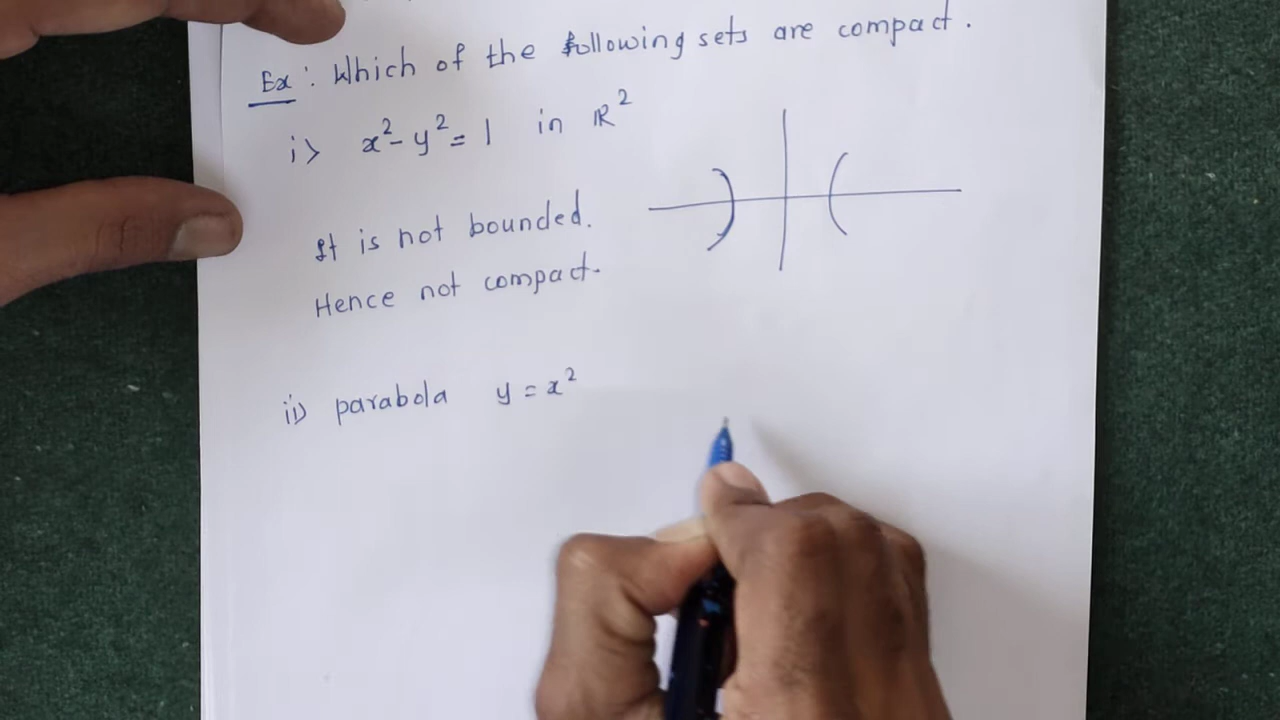 Ex : Which of the following sets are compact.
i> x² - y² = 1 in ℝ²
It is not bounded.
Hence not compact.
ii) parabola y = x²